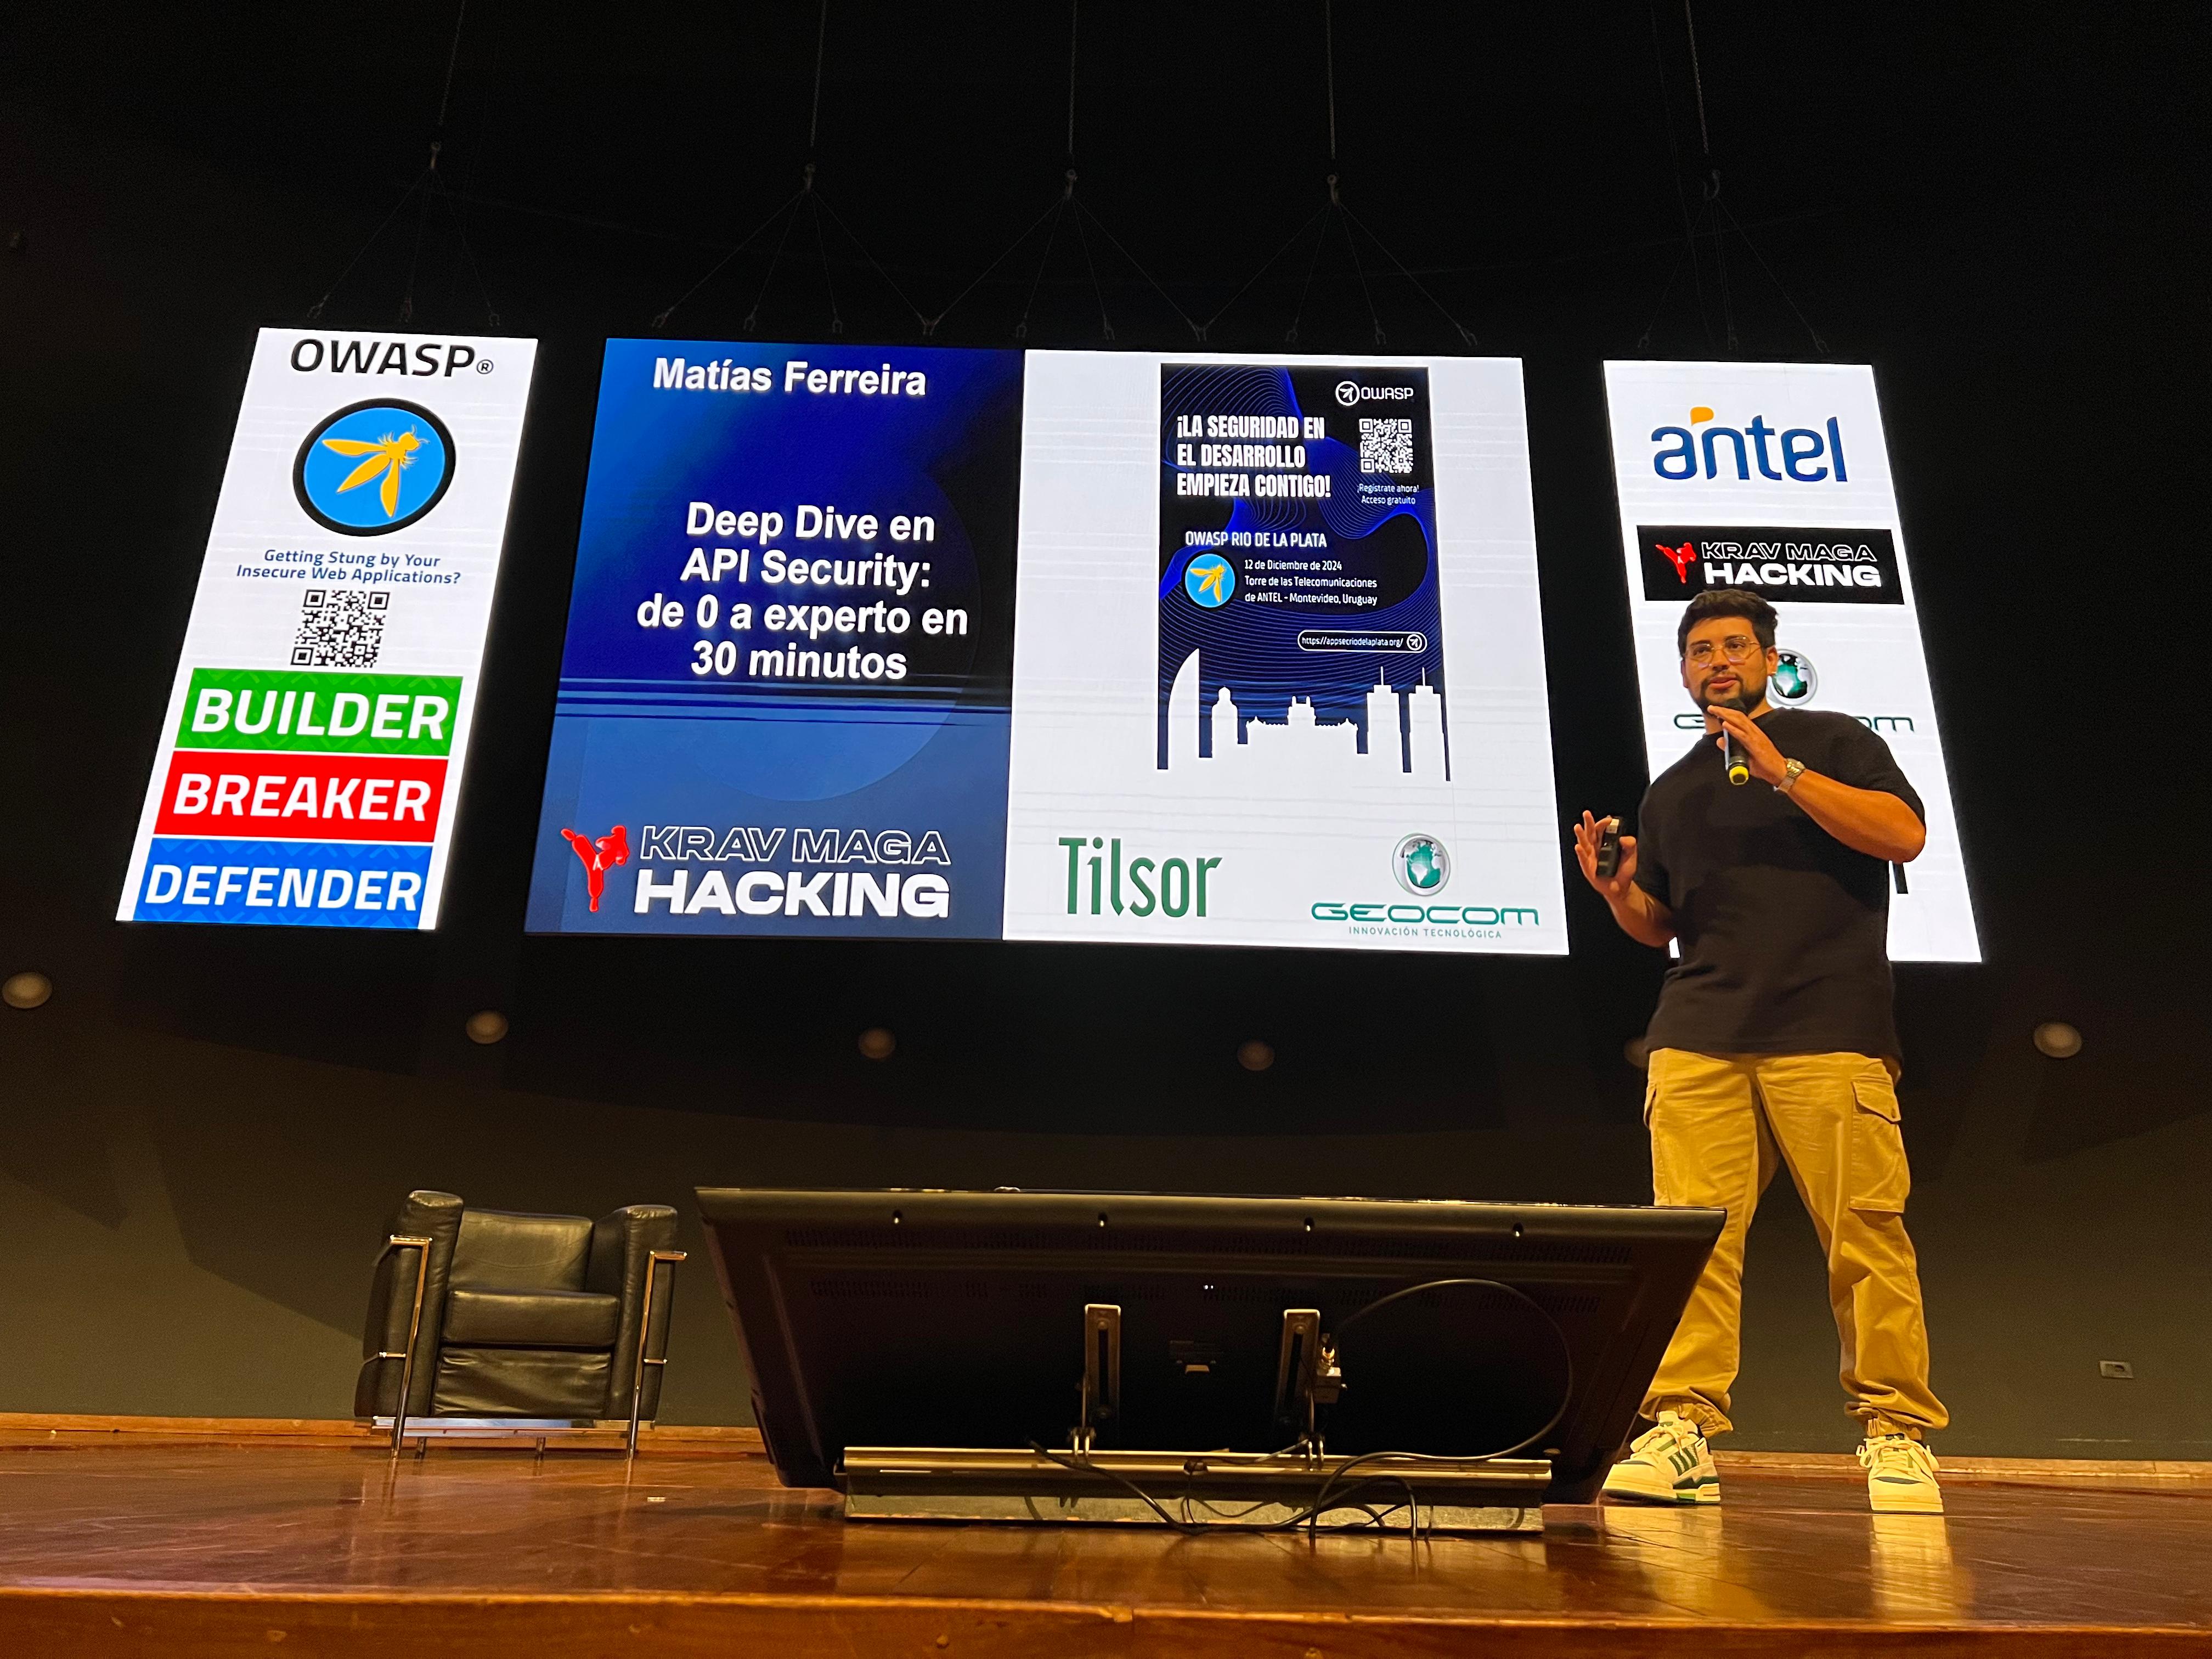 OWASP®
Getting Stung by Your
Insecure Web Applications?
BUILDER
BREAKER
DEFENDER
Matías Ferreira
Deep Dive en
API Security:
de 0 a experto en
30 minutos
KRAV MAGA
HACKING
OWASP
¡LA SEGURIDAD EN
EL DESARROLLO
EMPIEZA CONTIGO!
¡Registrate ahora!
Acceso gratuito
OWASP RIO DE LA PLATA
12 de Diciembre de 2024
Torre de las Telecomunicaciones
de ANTEL - Montevideo, Uruguay
https://appsecriodelaplata.org/
Tilsor
GEOCOM
INNOVACIÓN TECNOLÓGICA
antel
KRAV MAGA
HACKING